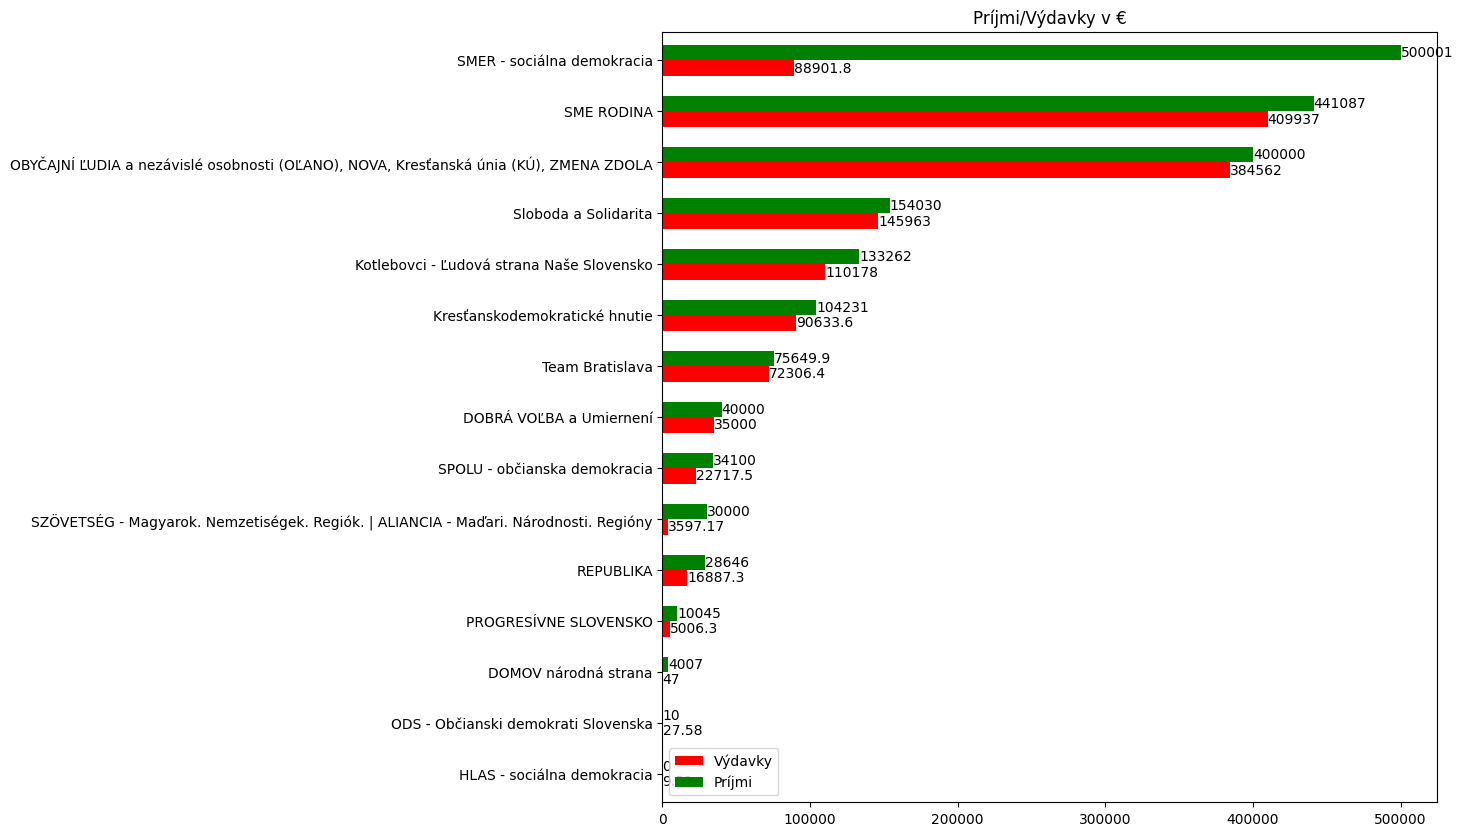 Príjmi/Výdavky v €
SMER - sociálna demokracia
500001
88901.8
SME RODINA
441087
409937
OBYČAJNÍ ĽUDIA a nezávislé osobnosti (OĽANO), NOVA, Kresťanská únia (KÚ), ZMENA ZDOLA
400000
384562
Sloboda a Solidarita
154030
145963
Kotlebovci - Ľudová strana Naše Slovensko
133262
110178
Kresťanskodemokratické hnutie
104231
90633.6
Team Bratislava
75649.9
72306.4
DOBRÁ VOĽBA a Umiernení
40000
35000
SPOLU - občianska demokracia
34100
22717.5
SZÖVETSÉG - Magyarok. Nemzetiségek. Regiók. | ALIANCIA - Maďari. Národnosti. Regióny
30000
3597.17
REPUBLIKA
28646
16887.3
PROGRESÍVNE SLOVENSKO
10045
5006.3
DOMOV národná strana
4007
47
ODS - Občianski demokrati Slovenska
10
27.58
HLAS - sociálna demokracia
0
Výdavky
Príjmi
0 100000 200000 300000 400000 500000